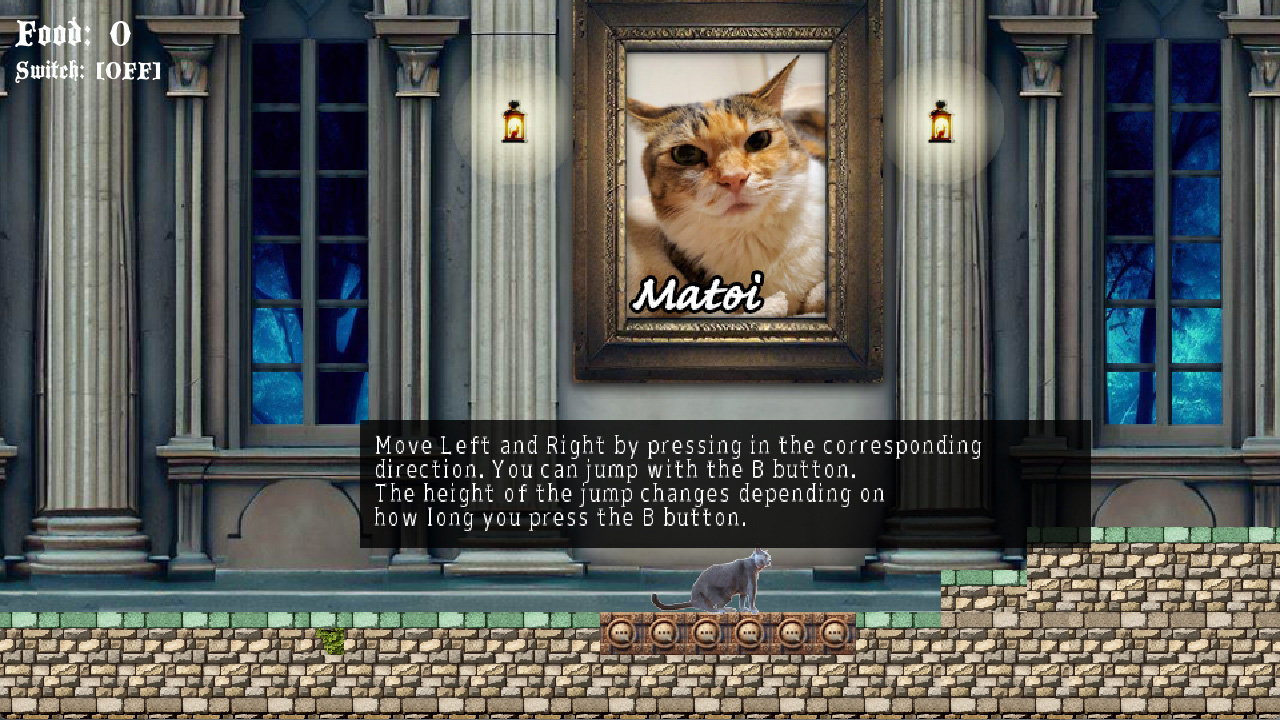 Food: 0
Switch: [OFF]
Matoi
Move Left and Right by pressing in the corresponding
direction. You can jump with the B button.
The height of the jump changes depending on
how long you press the B button.